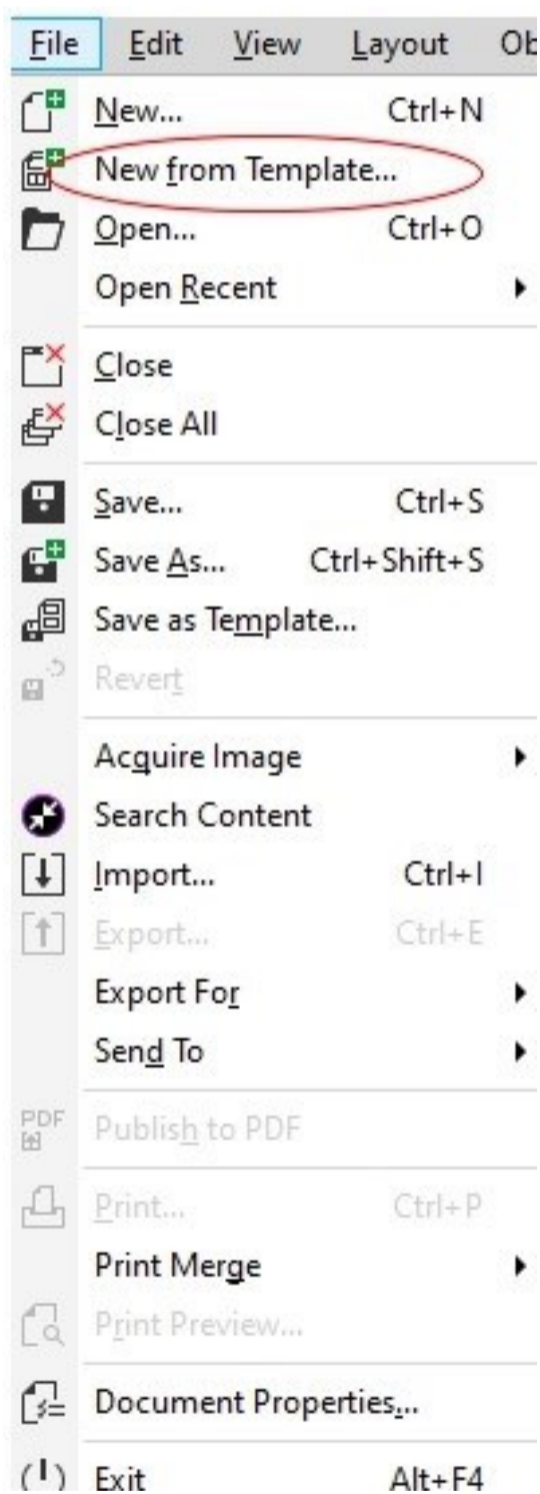 File Edit View Layout Ob
New... Ctrl+N
New from Template...
Open... Ctrl+O
Open Recent
Close
Close All
Save... Ctrl+S
Save As... Ctrl+Shift+S
Save as Template...
Revert
Acquire Image
Search Content
Import... Ctrl+I
Export... Ctrl+E
Export For
Send To
PDF Publish to PDF
Print... Ctrl+P
Print Merge
Print Preview...
Document Properties...
Exit Alt+F4